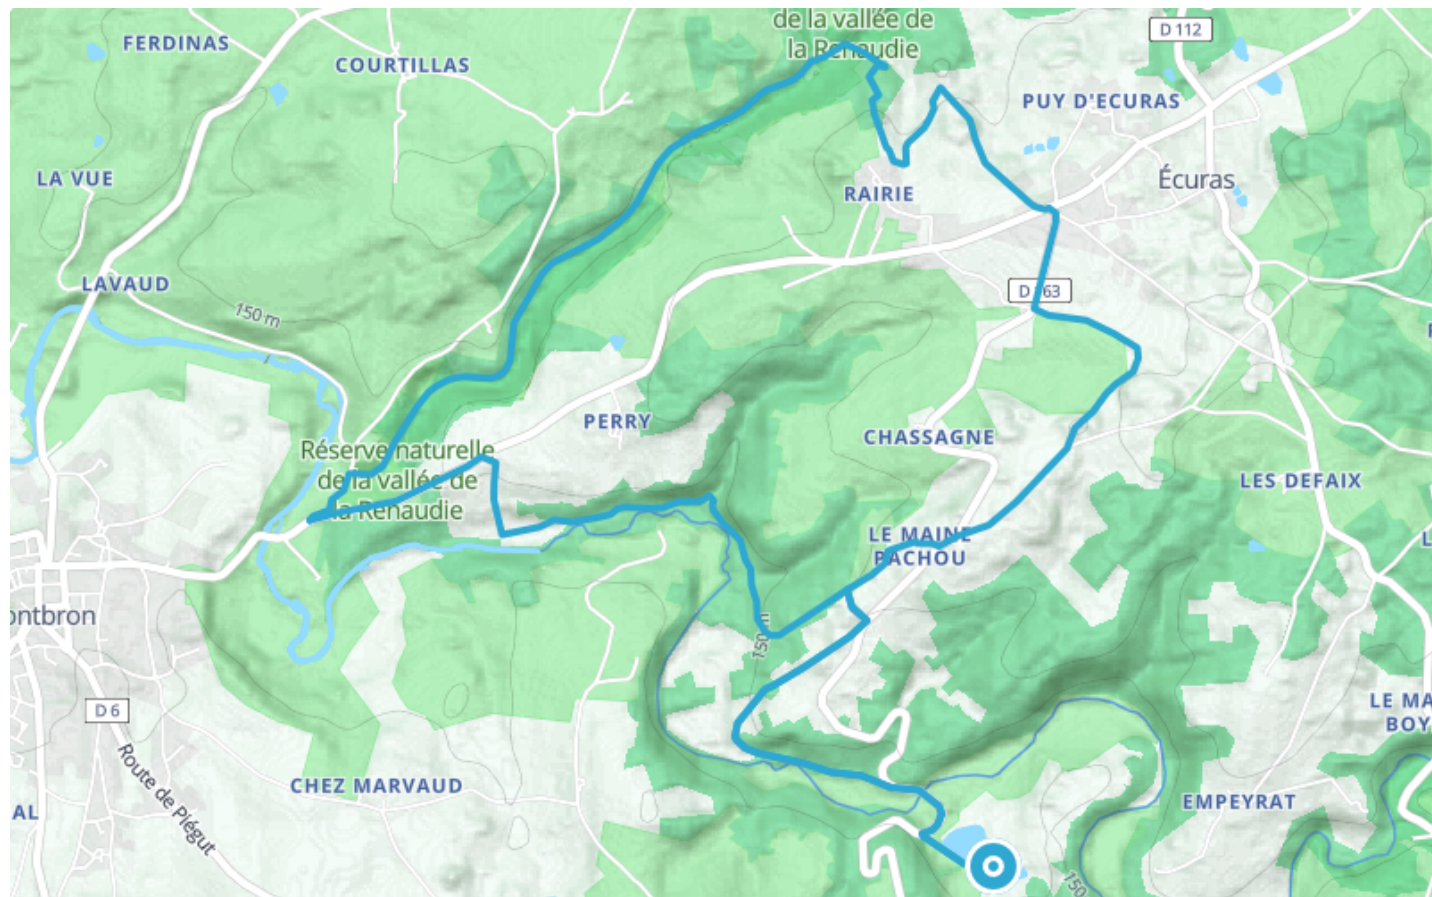 de la vallée de
la Renaudie
D 112
FERDINAS
COURTILLAS
PUY D'ECURAS
LA VUE
Écuras
RAIRIE
LAVAUD
D 63
150 m
PERRY
CHASSAGNE
Réserve naturelle
de la vallée de
la Renaudie
LES DEFAIX
LE MAINE
PACHOU
ontbron
150 m
D 6
LE MA
BOY
Route de Piégut
CHEZ MARVAUD
EMPEYRAT
AL
150